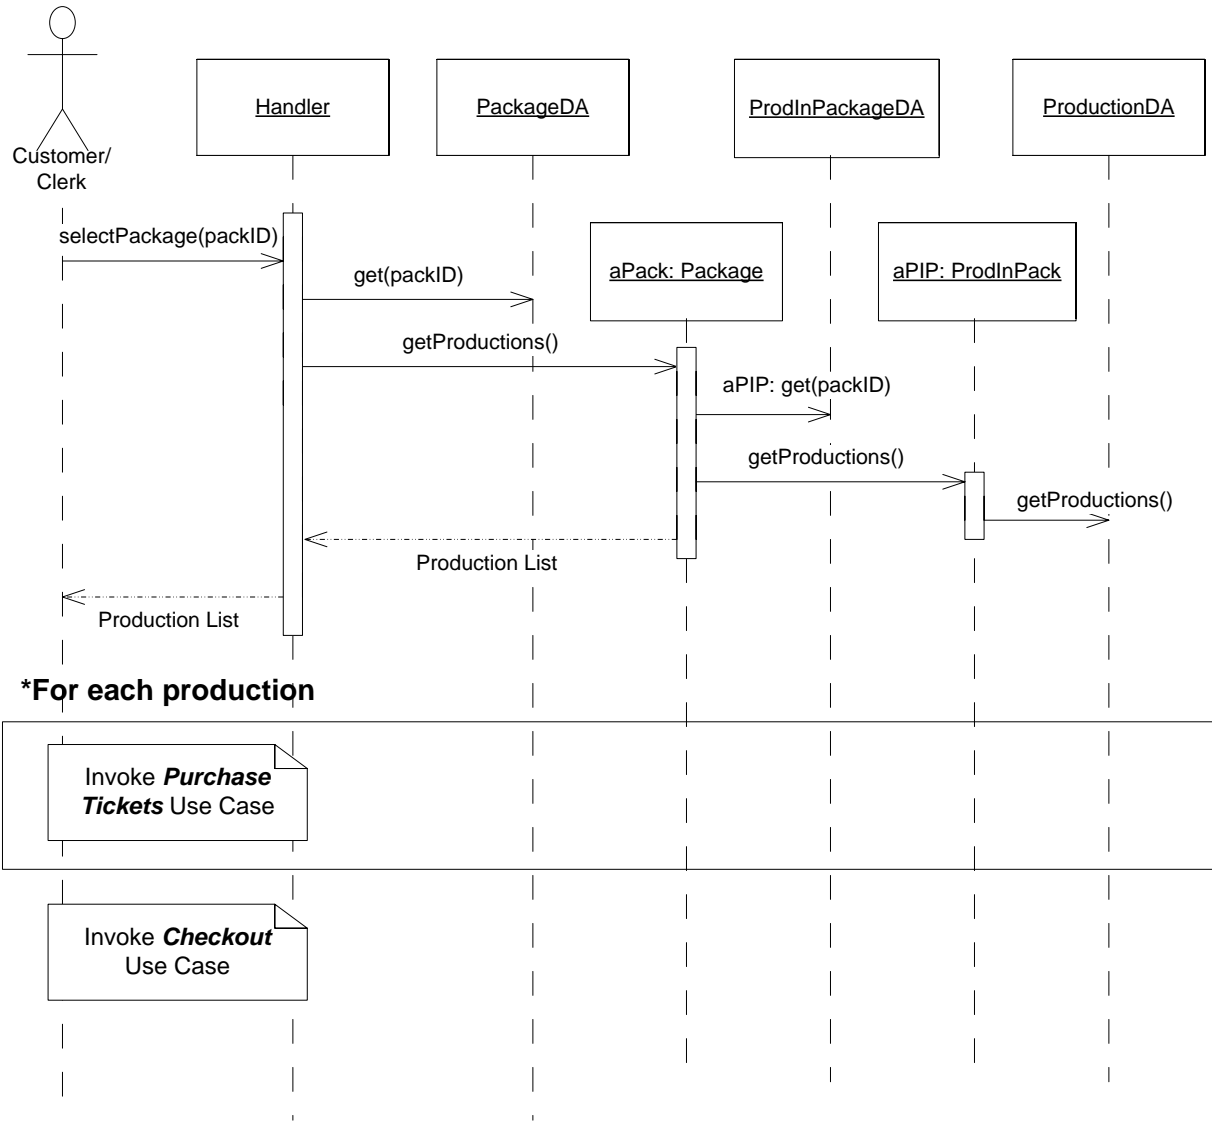 Customer/
Clerk
Handler
PackageDA
ProdInPackageDA
ProductionDA
selectPackage(packID)
aPack: Package
aPIP: ProdInPack
get(packID)
getProductions()
aPIP: get(packID)
getProductions()
getProductions()
Production List
Production List
*For each production
Invoke Purchase
Tickets Use Case
Invoke Checkout
Use Case